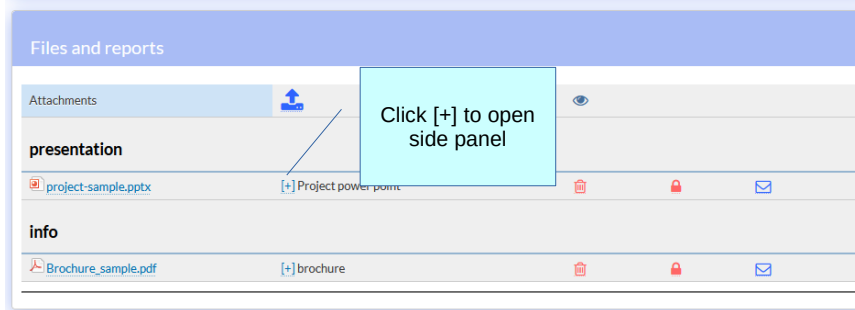 Files and reports
Attachments
Click [+] to open
side panel
presentation
project-sample.pptx [+] Project power point
info
Brochure_sample.pdf [+] brochure